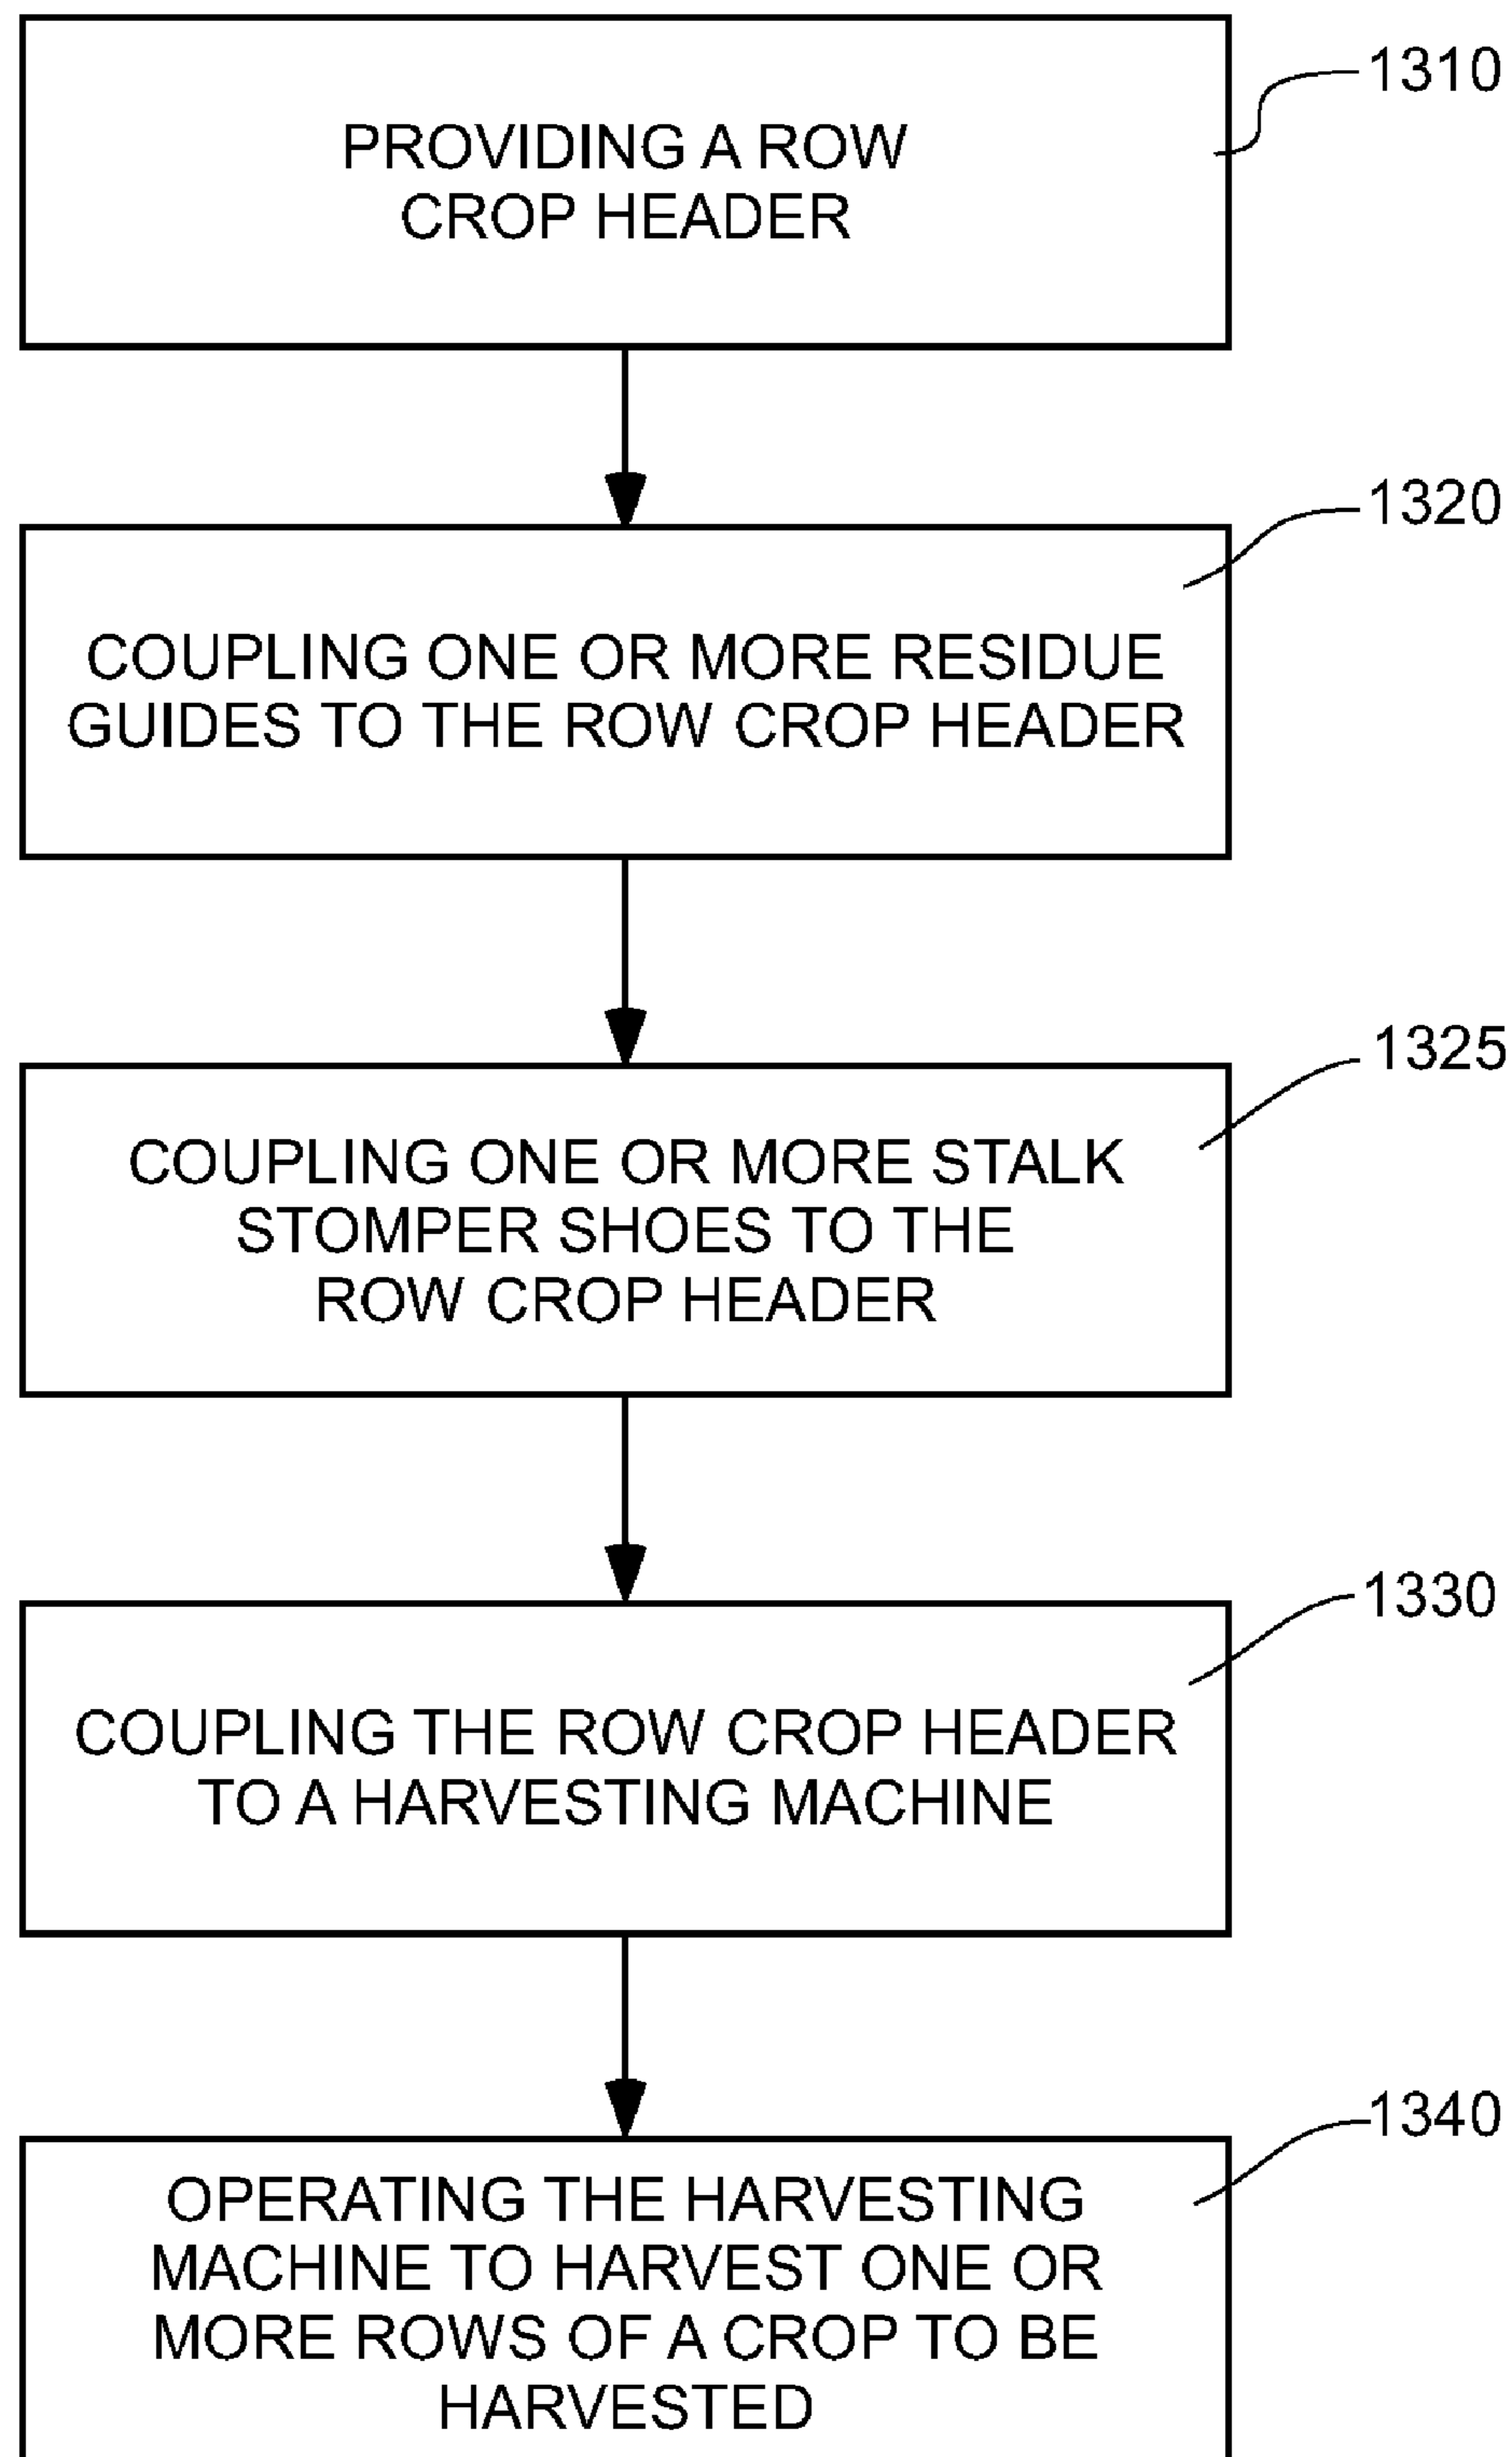 1310
PROVIDING A ROW
CROP HEADER
1320
COUPLING ONE OR MORE RESIDUE
GUIDES TO THE ROW CROP HEADER
1325
COUPLING ONE OR MORE STALK
STOMPER SHOES TO THE
ROW CROP HEADER
1330
COUPLING THE ROW CROP HEADER
TO A HARVESTING MACHINE
1340
OPERATING THE HARVESTING
MACHINE TO HARVEST ONE OR
MORE ROWS OF A CROP TO BE
HARVESTED